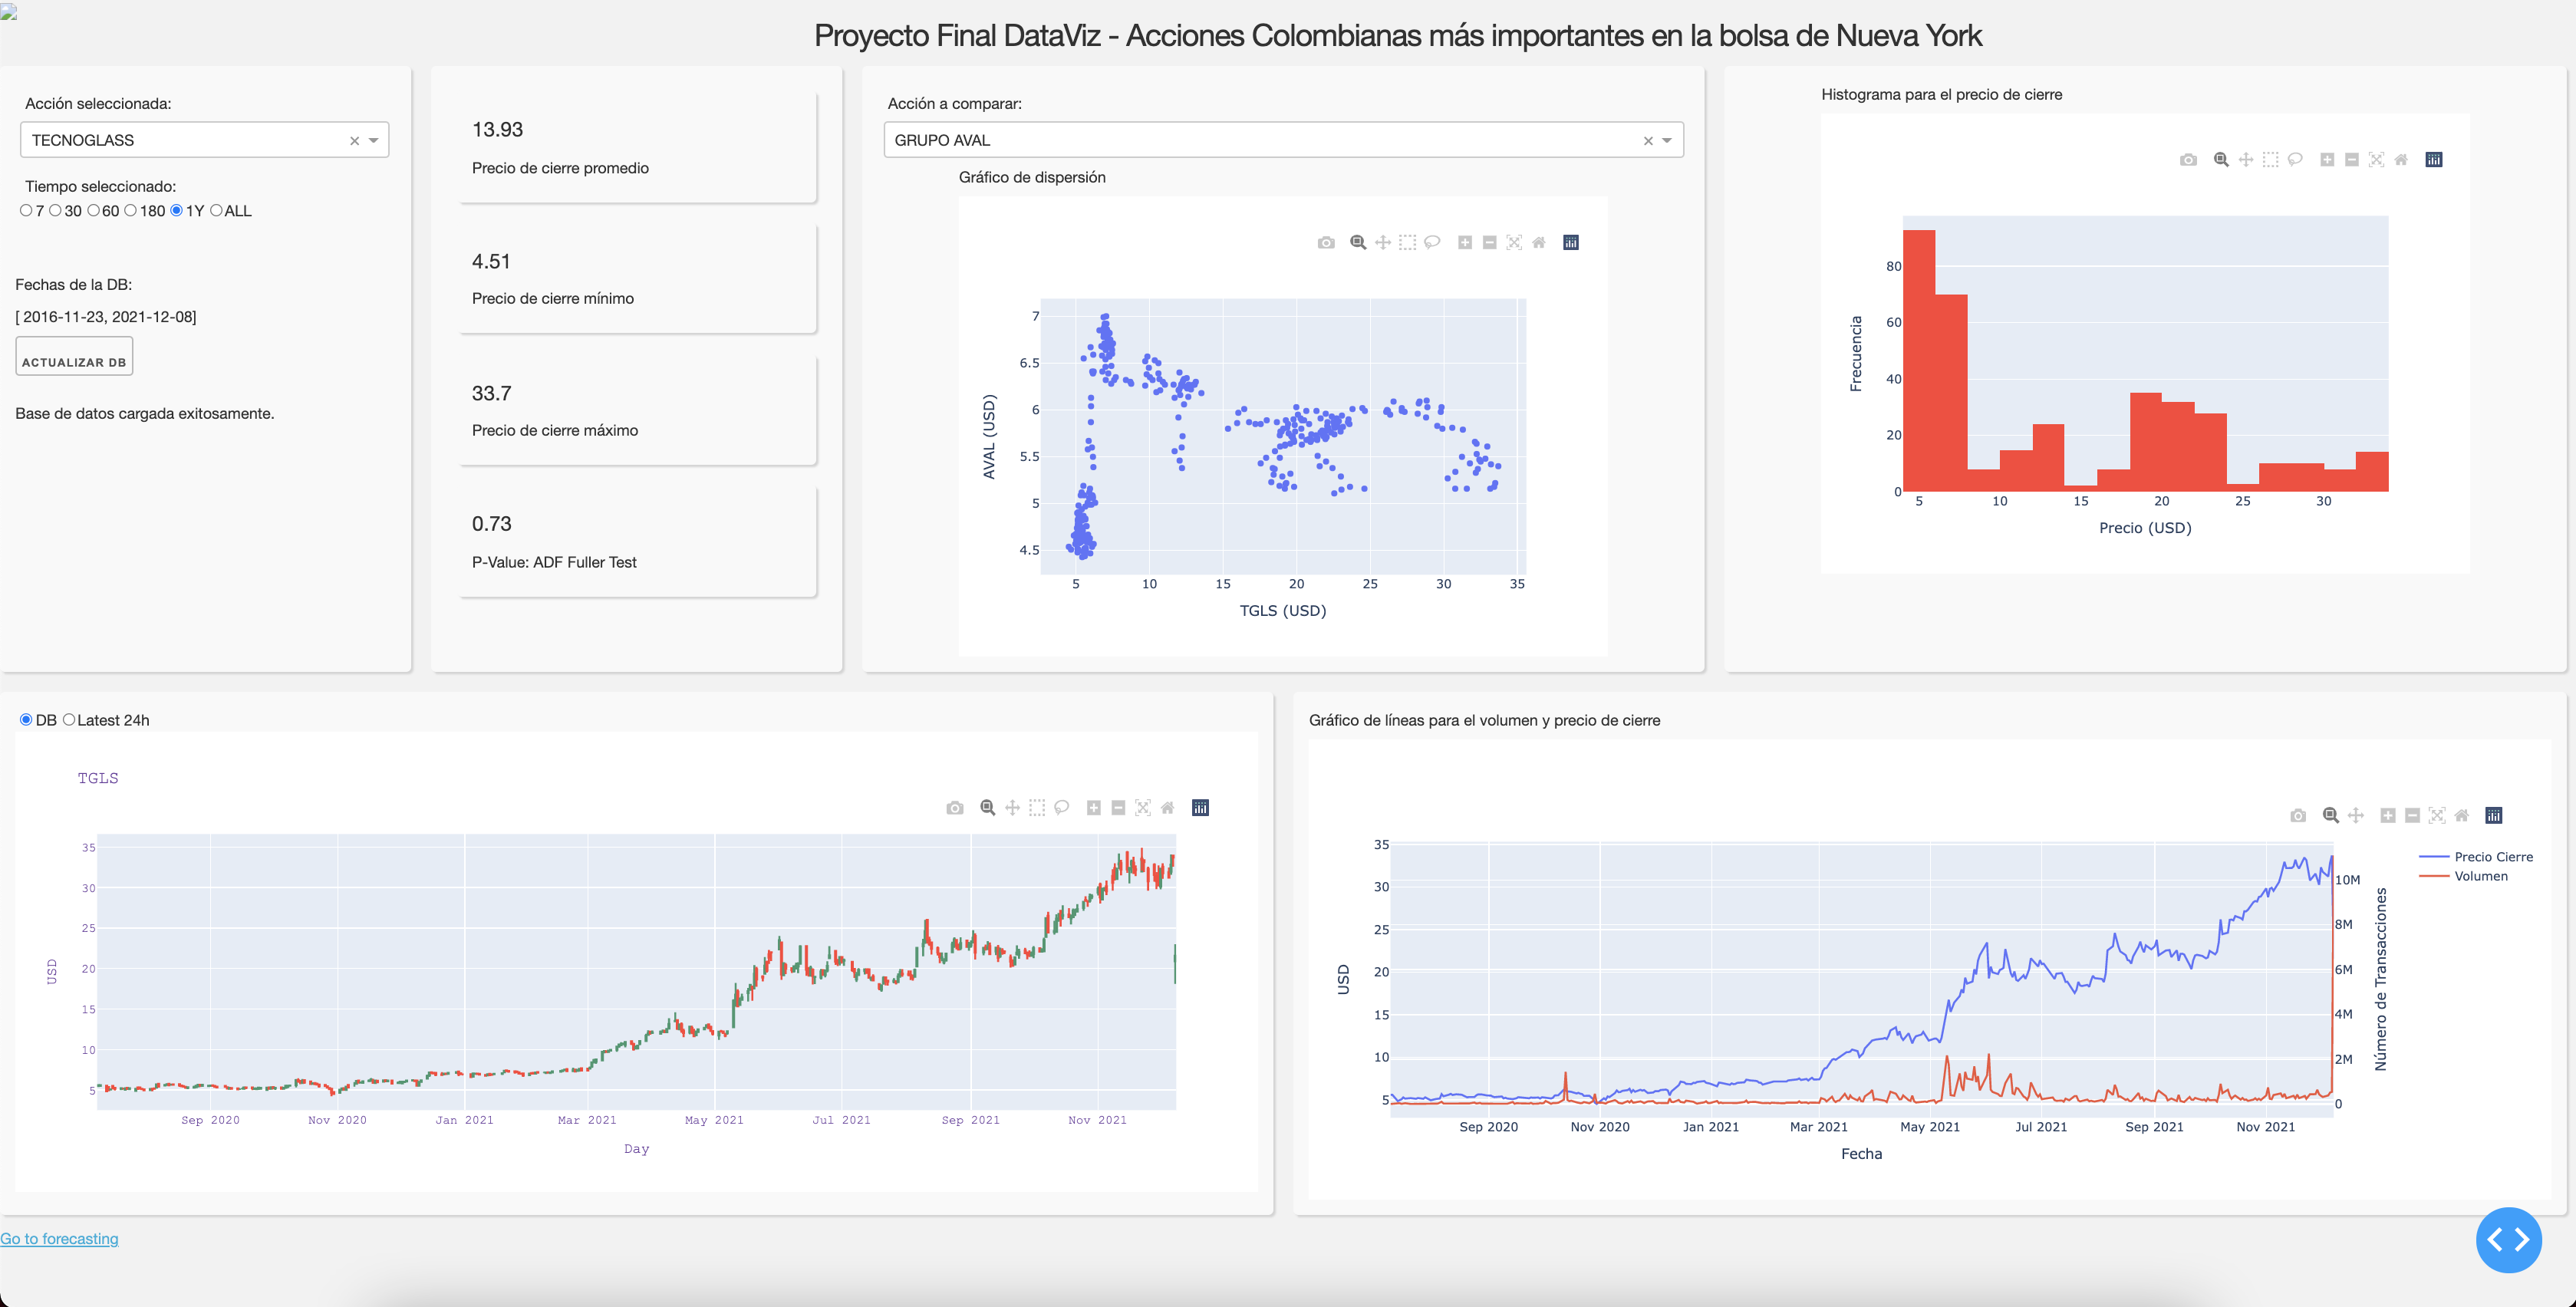 Proyecto Final DataViz - Acciones Colombianas más importantes en la bolsa de Nueva York
Acción seleccionada:
TECNOGLASS
Tiempo seleccionado:
7 30 60 180 1Y ALL
Fechas de la DB:
[ 2016-11-23, 2021-12-08]
ACTUALIZAR DB
Base de datos cargada exitosamente.
13.93
Precio de cierre promedio
4.51
Precio de cierre mínimo
33.7
Precio de cierre máximo
0.73
P-Value: ADF Fuller Test
Acción a comparar:
GRUPO AVAL
Gráfico de dispersión
7
6.5
6
5.5
5
4.5
AVAL (USD)
5 10 15 20 25 30 35
TGLS (USD)
Histograma para el precio de cierre
80
60
40
20
0
Frecuencia
5 10 15 20 25 30
Precio (USD)
DB Latest 24h
TGLS
35
30
25
20
15
10
5
USD
Sep 2020 Nov 2020 Jan 2021 Mar 2021 May 2021 Jul 2021 Sep 2021 Nov 2021
Day
Gráfico de líneas para el volumen y precio de cierre
35
30
25
20
15
10
5
USD
10M
8M
6M
4M
2M
0
Número de Transacciones
Precio Cierre
Volumen
Sep 2020 Nov 2020 Jan 2021 Mar 2021 May 2021 Jul 2021 Sep 2021 Nov 2021
Fecha
Go to forecasting